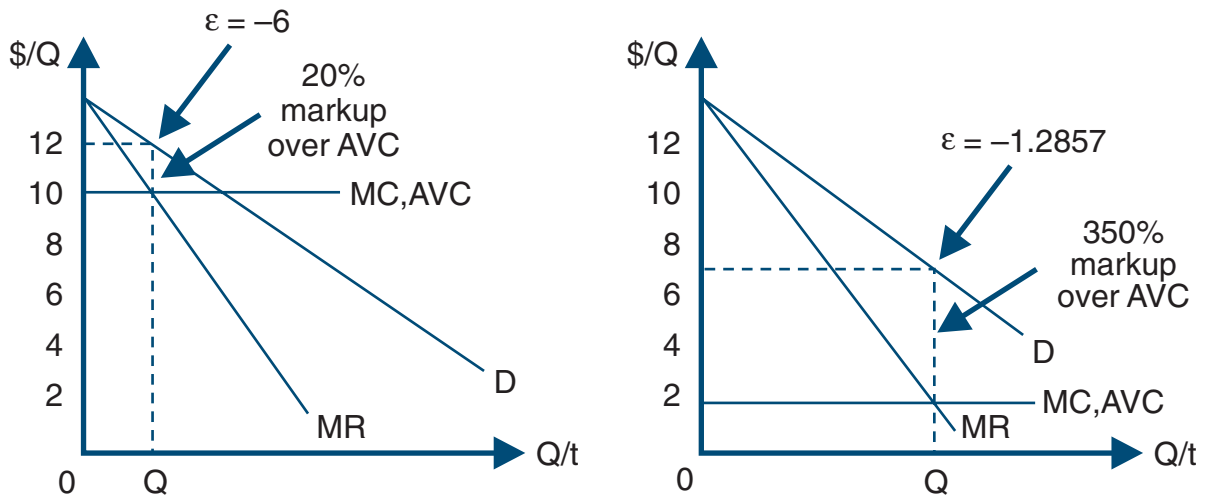 ε = –6
$/Q
20%
markup
over AVC
12
10
8
6
4
2
0
MC,AVC
D
MR
Q
Q/t
$/Q
ε = –1.2857
350%
markup
over AVC
12
10
8
6
4
2
0
D
MC,AVC
MR
Q
Q/t